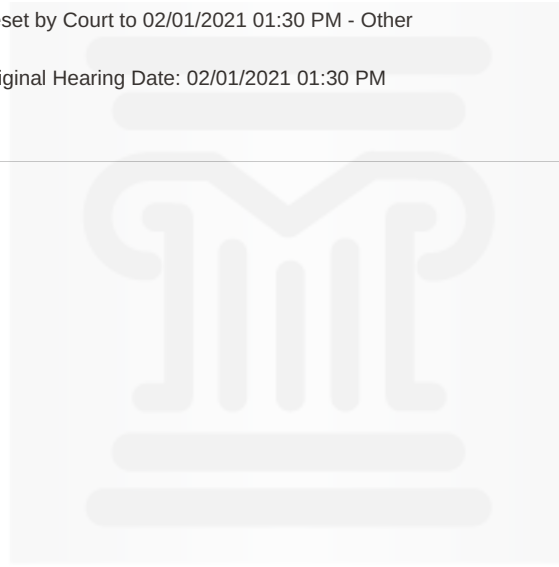 set by Court to 02/01/2021 01:30 PM - Other
iginal Hearing Date: 02/01/2021 01:30 PM